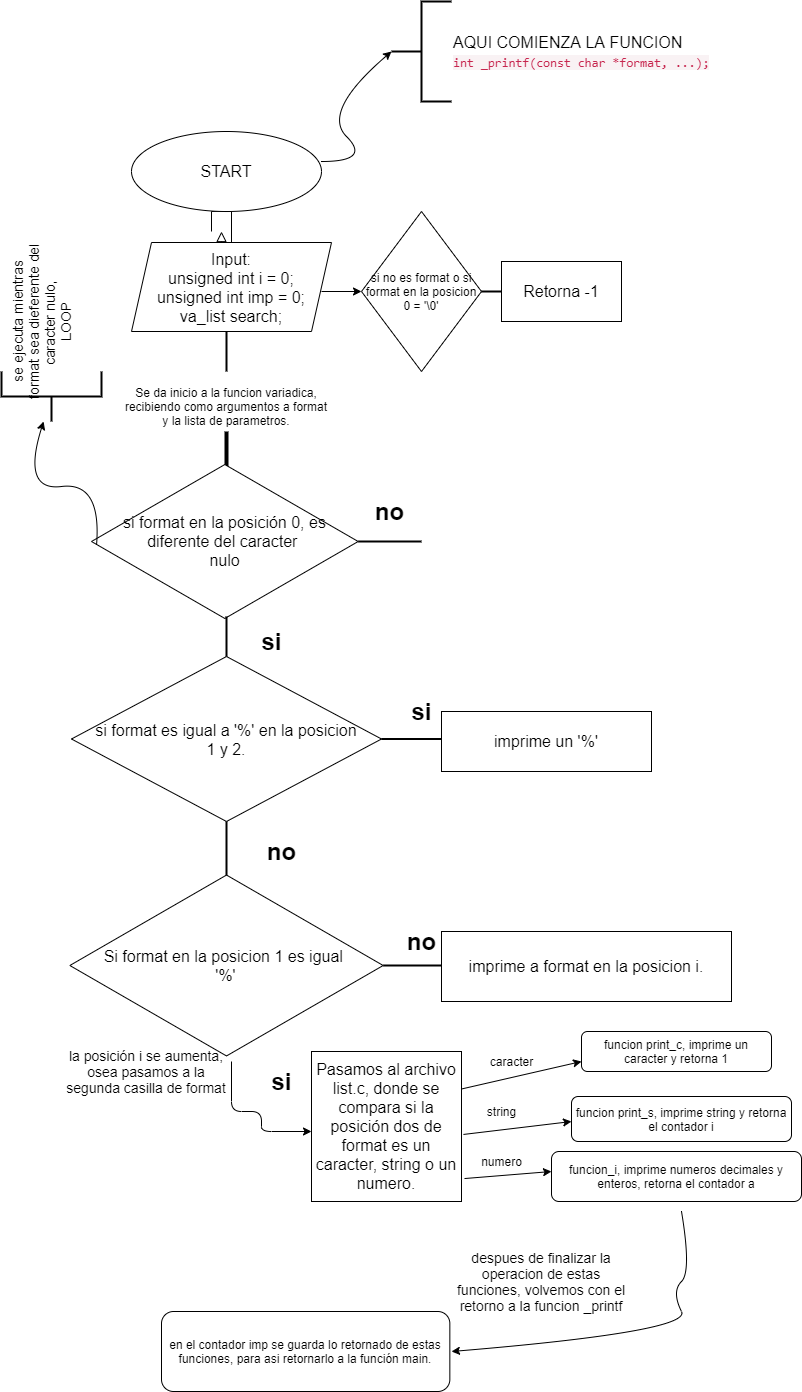 AQUI COMIENZA LA FUNCION
int _printf(const char *format, ...);
START
Input:
unsigned int i = 0;
unsigned int imp = 0;
va_list search;
si no es format o si
format en la posicion
0 = '\0'
Retorna -1
se ejecuta mientras
format sea dieferente del
caracter nulo,
LOOP
Se da inicio a la funcion variadica,
recibiendo como argumentos a format
y la lista de parametros.
si format en la posición 0, es
diferente del caracter
nulo
no
si
si format es igual a '%' en la posicion
1 y 2.
si
imprime un '%'
no
Si format en la posicion 1 es igual
'%'
no
imprime a format en la posicion i.
la posición i se aumenta,
osea pasamos a la
segunda casilla de format
si
Pasamos al archivo
list.c, donde se
compara si la
posición dos de
format es un
caracter, string o un
numero.
caracter
funcion print_c, imprime un
caracter y retorna 1
string
funcion print_s, imprime string y retorna
el contador i
numero
funcion_i, imprime numeros decimales y
enteros, retorna el contador a
despues de finalizar la
operacion de estas
funciones, volvemos con el
retorno a la funcion _printf
en el contador imp se guarda lo retornado de estas
funciones, para asi retornarlo a la función main.